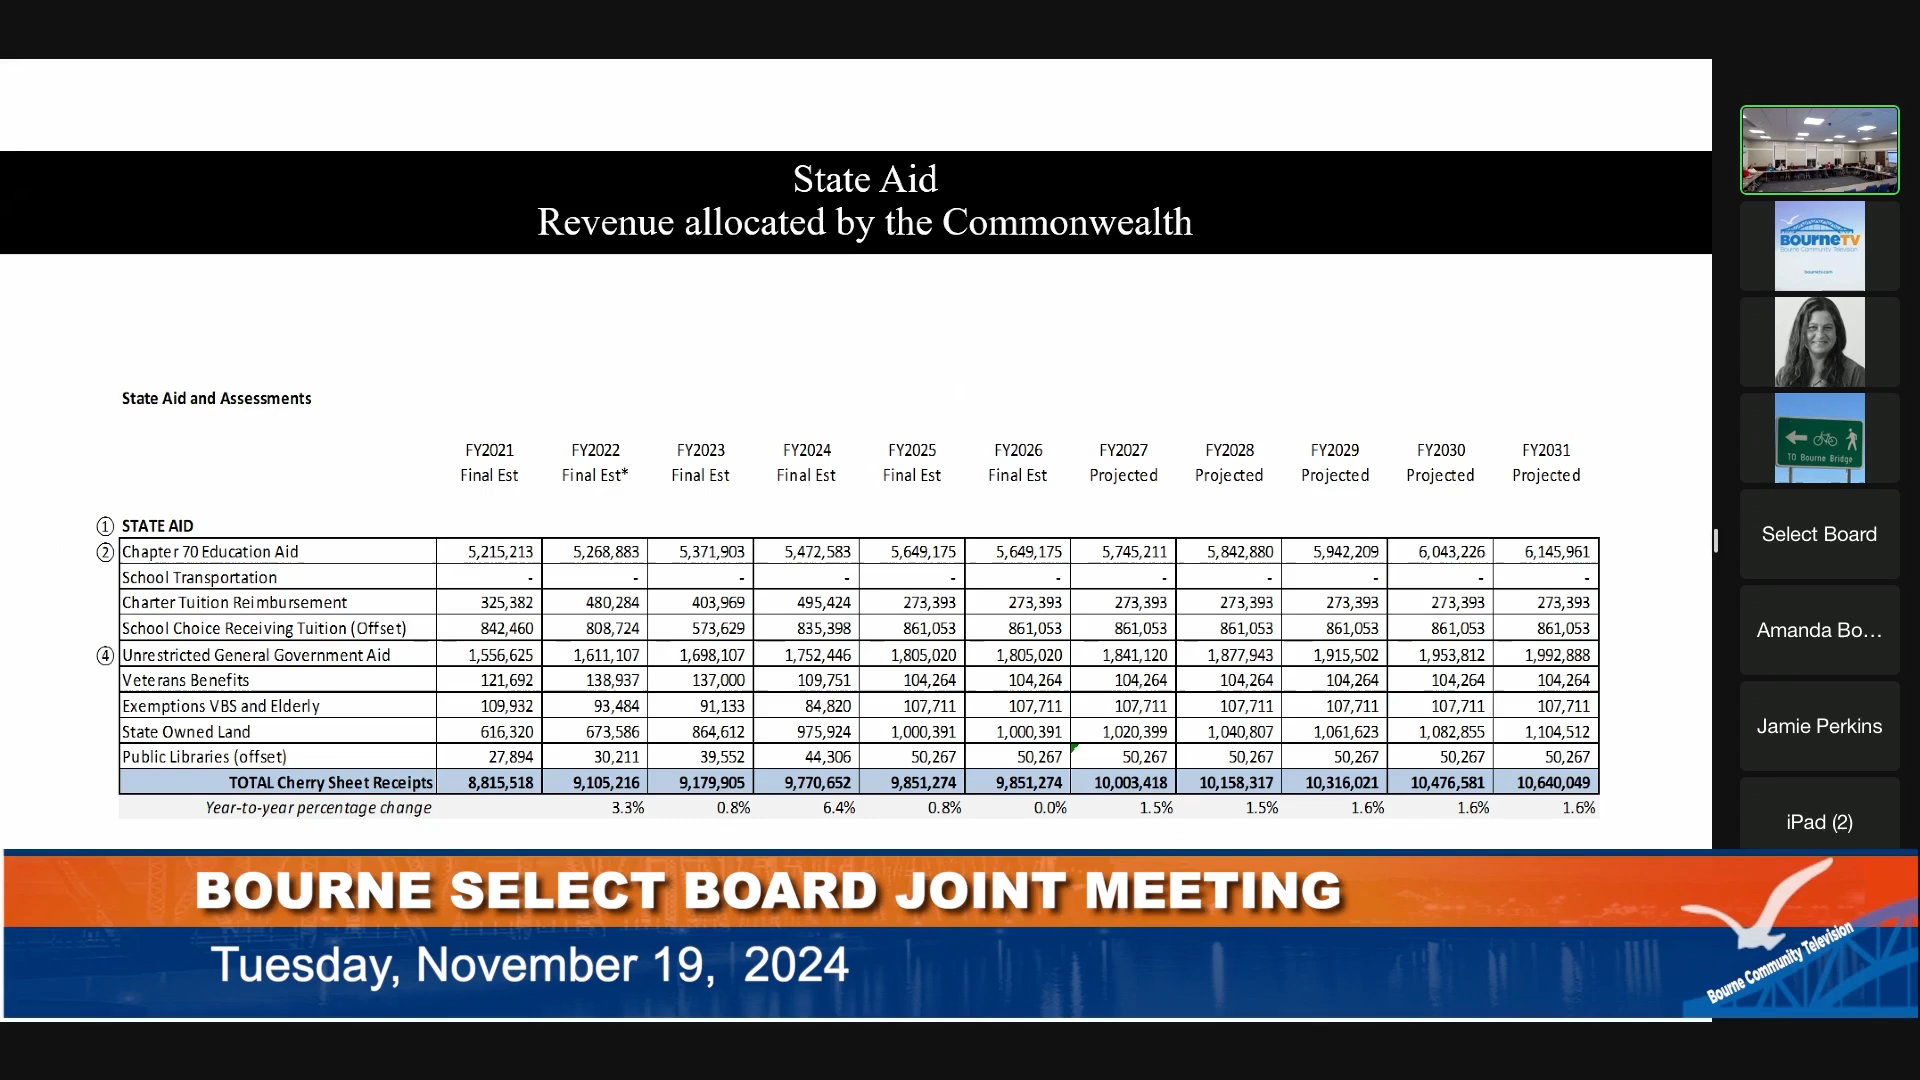 State Aid
Revenue allocated by the Commonwealth
State Aid and Assessments
FY2021 FY2022 FY2023 FY2024 FY2025 FY2026 FY2027 FY2028 FY2029 FY2030 FY2031
Final Est Final Est* Final Est Final Est Final Est Final Est Projected Projected Projected Projected Projected
① STATE AID
② Chapter 70 Education Aid 5,215,213 5,268,883 5,371,903 5,472,583 5,649,175 5,649,175 5,745,211 5,842,880 5,942,209 6,043,226 6,145,961
School Transportation - - - - - - - - - - -
Charter Tuition Reimbursement 325,382 480,284 403,969 495,424 273,393 273,393 273,393 273,393 273,393 273,393 273,393
School Choice Receiving Tuition (Offset) 842,460 808,724 573,629 835,398 861,053 861,053 861,053 861,053 861,053 861,053 861,053
④ Unrestricted General Government Aid 1,556,625 1,611,107 1,698,107 1,752,446 1,805,020 1,805,020 1,841,120 1,877,943 1,915,502 1,953,812 1,992,888
Veterans Benefits 121,692 138,937 137,000 109,751 104,264 104,264 104,264 104,264 104,264 104,264 104,264
Exemptions VBS and Elderly 109,932 93,484 91,133 84,820 107,711 107,711 107,711 107,711 107,711 107,711 107,711
State Owned Land 616,320 673,586 864,612 975,924 1,000,391 1,000,391 1,020,399 1,040,807 1,061,623 1,082,855 1,104,512
Public Libraries (offset) 27,894 30,211 39,552 44,306 50,267 50,267 50,267 50,267 50,267 50,267 50,267
TOTAL Cherry Sheet Receipts 8,815,518 9,105,216 9,179,905 9,770,652 9,851,274 9,851,274 10,003,418 10,158,317 10,316,021 10,476,581 10,640,049
Year-to-year percentage change 3.3% 0.8% 6.4% 0.8% 0.0% 1.5% 1.5% 1.6% 1.6% 1.6%
BOURNETV
Bourne Community Television
bournetv.com
TO Bourne Bridge
Select Board
Amanda Bo...
Jamie Perkins
iPad (2)
BOURNE SELECT BOARD JOINT MEETING
Tuesday, November 19, 2024
Bourne Community Television